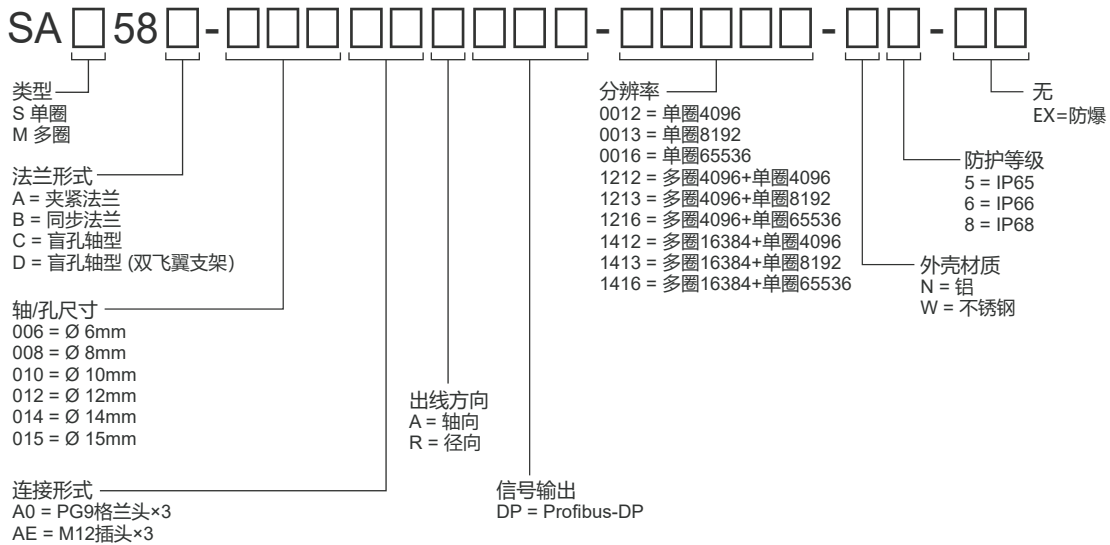 SA□58□-□□□□□□□□□-□□□□□-□□-□□
类型
S 单圈
M 多圈
法兰形式
A = 夹紧法兰
B = 同步法兰
C = 盲孔轴型
D = 盲孔轴型 (双飞翼支架)
轴/孔尺寸
006 = Ø 6mm
008 = Ø 8mm
010 = Ø 10mm
012 = Ø 12mm
014 = Ø 14mm
015 = Ø 15mm
连接形式
A0 = PG9格兰头×3
AE = M12插头×3
出线方向
A = 轴向
R = 径向
信号输出
DP = Profibus-DP
分辨率
0012 = 单圈4096
0013 = 单圈8192
0016 = 单圈65536
1212 = 多圈4096+单圈4096
1213 = 多圈4096+单圈8192
1216 = 多圈4096+单圈65536
1412 = 多圈16384+单圈4096
1413 = 多圈16384+单圈8192
1416 = 多圈16384+单圈65536
外壳材质
N = 铝
W = 不锈钢
防护等级
5 = IP65
6 = IP66
8 = IP68
无
EX=防爆